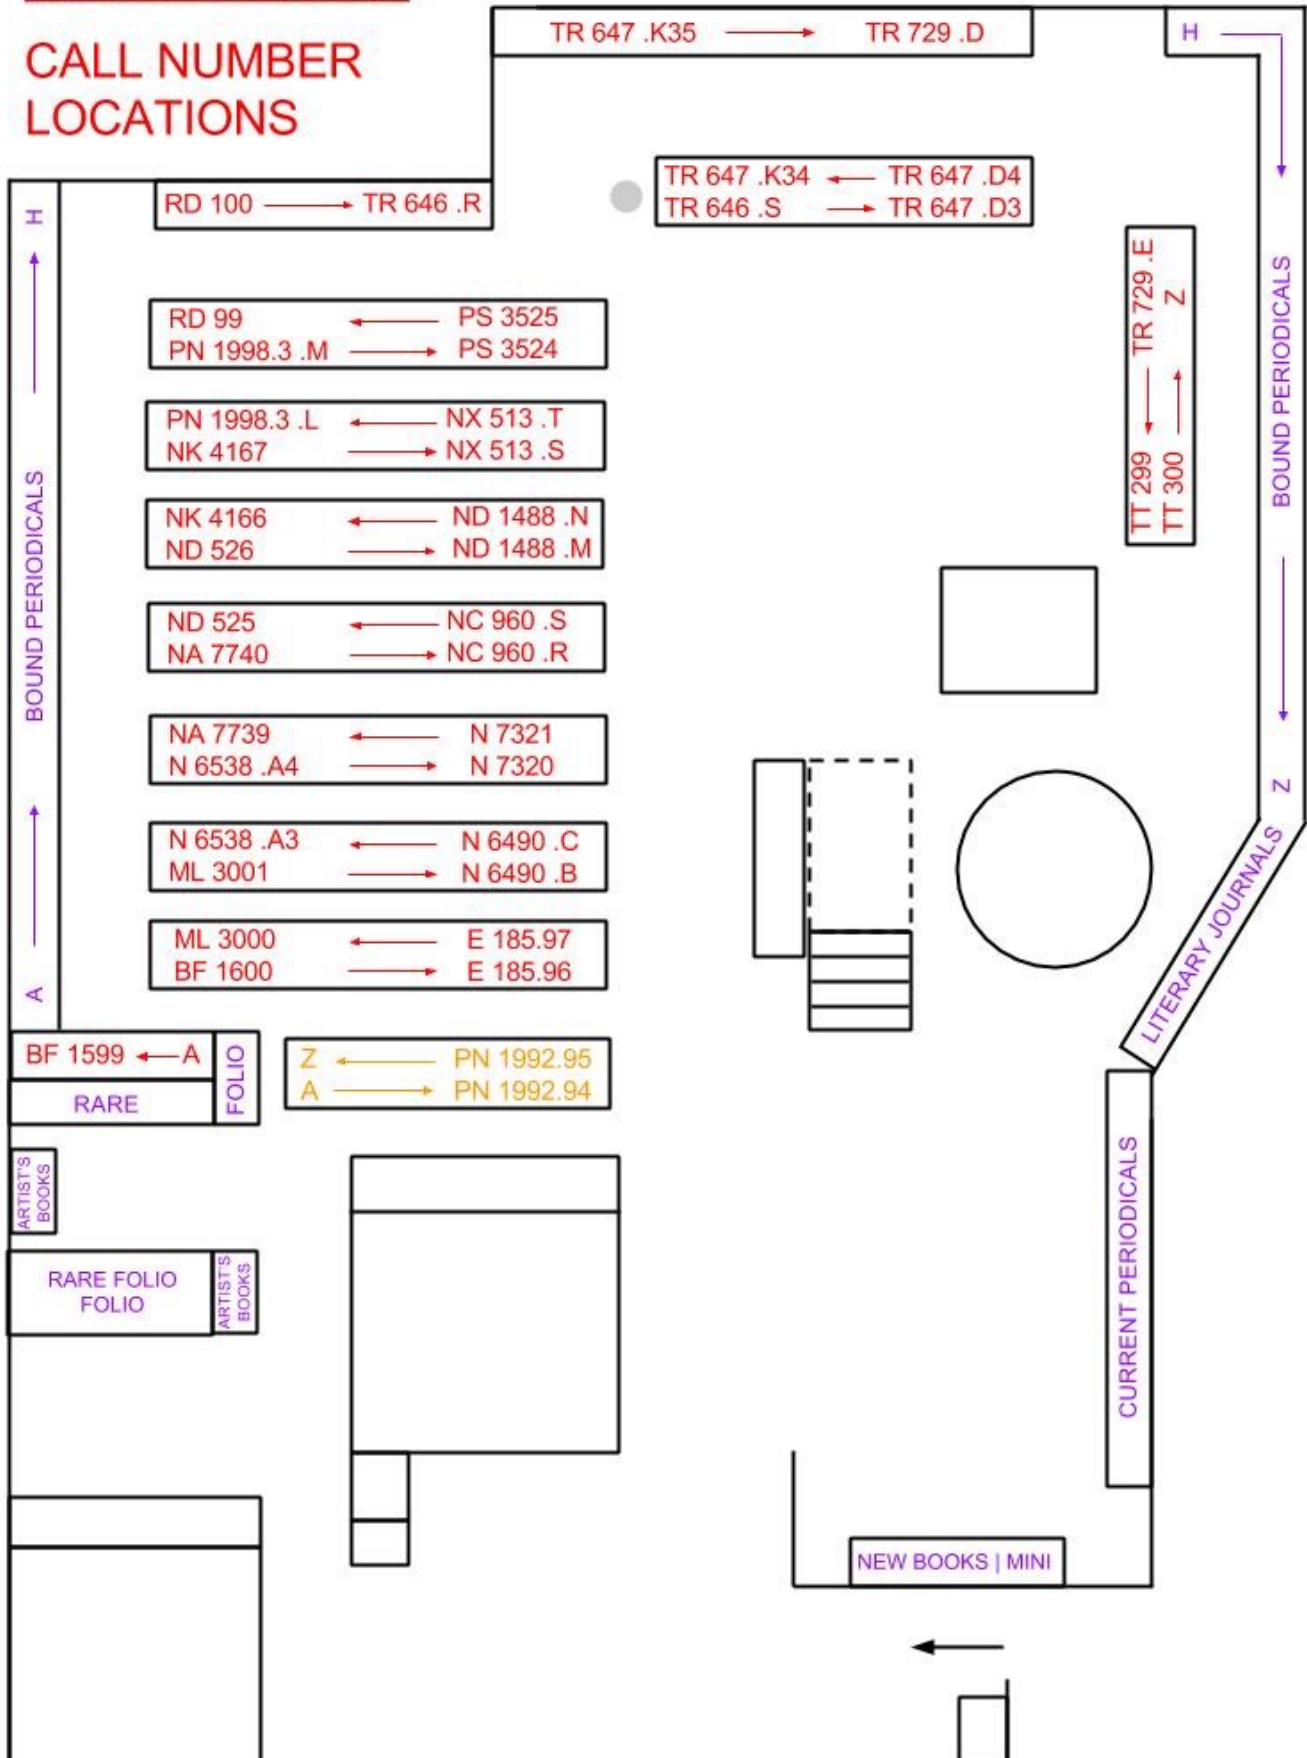 CALL NUMBER
LOCATIONS
TR 647 .K35 TR 729 .D
H
TR 647 .K34 TR 647 .D4
TR 646 .S TR 647 .D3
H
RD 100 TR 646 .R
TR 729 .E
TT 299
Z
TT 300
BOUND PERIODICALS
RD 99 PS 3525
PN 1998.3 .M PS 3524
PN 1998.3 .L NX 513 .T
NK 4167 NX 513 .S
BOUND PERIODICALS
NK 4166 ND 1488 .N
ND 526 ND 1488 .M
ND 525 NC 960 .S
NA 7740 NC 960 .R
NA 7739 N 7321
N 6538 .A4 N 7320
Z
N 6538 .A3 N 6490 .C
ML 3001 N 6490 .B
LITERARY JOURNALS
ML 3000 E 185.97
BF 1600 E 185.96
A
BF 1599 A
FOLIO
RARE
Z PN 1992.95
A PN 1992.94
ARTIST'S
BOOKS
CURRENT PERIODICALS
RARE FOLIO
FOLIO
ARTIST'S
BOOKS
NEW BOOKS | MINI